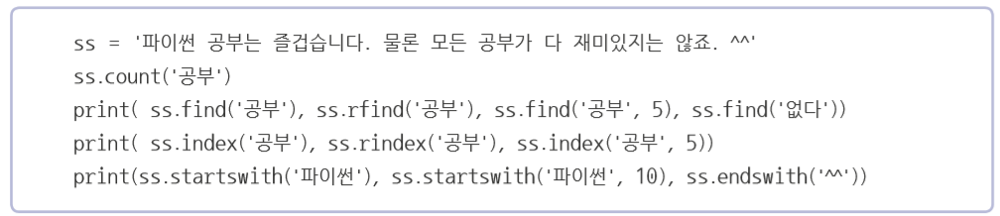 ss = '파이썬 공부는 즐겁습니다. 물론 모든 공부가 다 재미있지는 않죠. ^^'
ss.count('공부')
print( ss.find('공부'), ss.rfind('공부'), ss.find('공부', 5), ss.find('없다'))
print( ss.index('공부'), ss.rindex('공부'), ss.index('공부', 5))
print(ss.startswith('파이썬'), ss.startswith('파이썬', 10), ss.endswith('^^'))